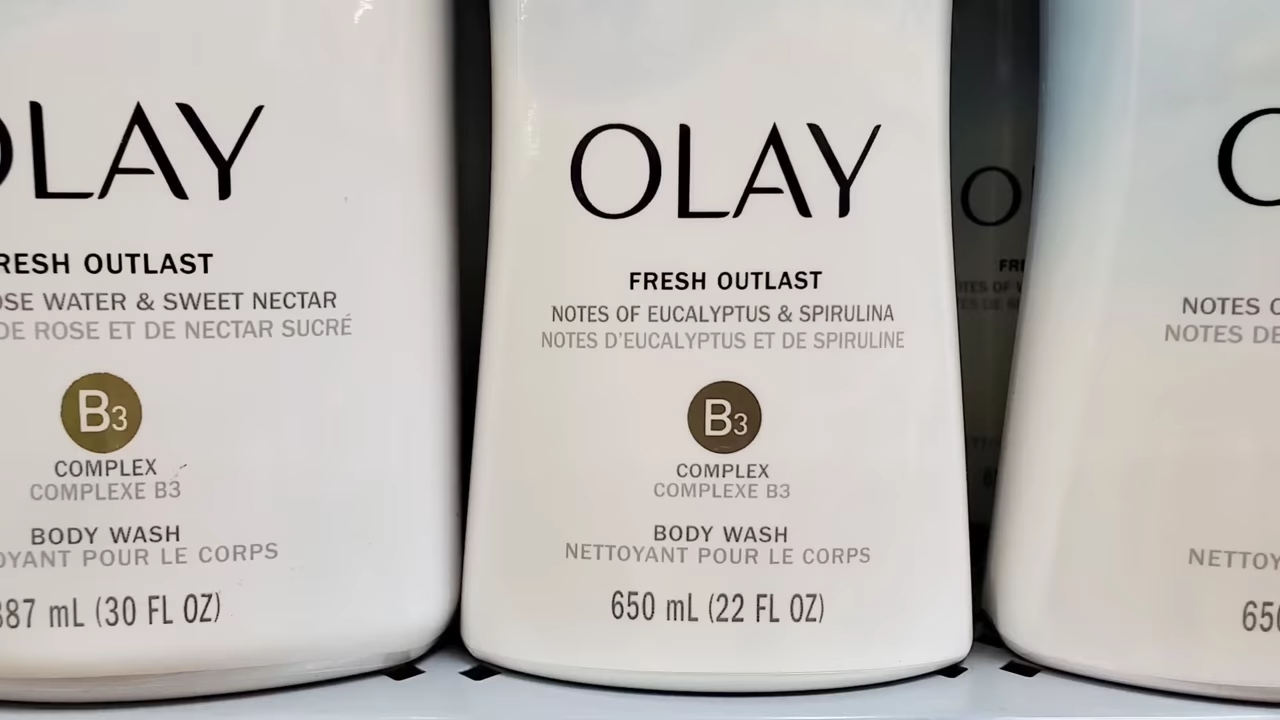 OLAY
RESH OUTLAST
OSE WATER & SWEET NECTAR
DE ROSE ET DE NECTAR SUCRÉ
B3
COMPLEX
COMPLEXE B3
BODY WASH
OYANT POUR LE CORPS
887 mL (30 FL OZ)
OLAY
FRESH OUTLAST
NOTES OF EUCALYPTUS & SPIRULINA
NOTES D'EUCALYPTUS ET DE SPIRULINE
B3
COMPLEX
COMPLEXE B3
BODY WASH
NETTOYANT POUR LE CORPS
650 mL (22 FL OZ)
O
FRE
O
NOTES O
NOTES DE
NETTOY
650